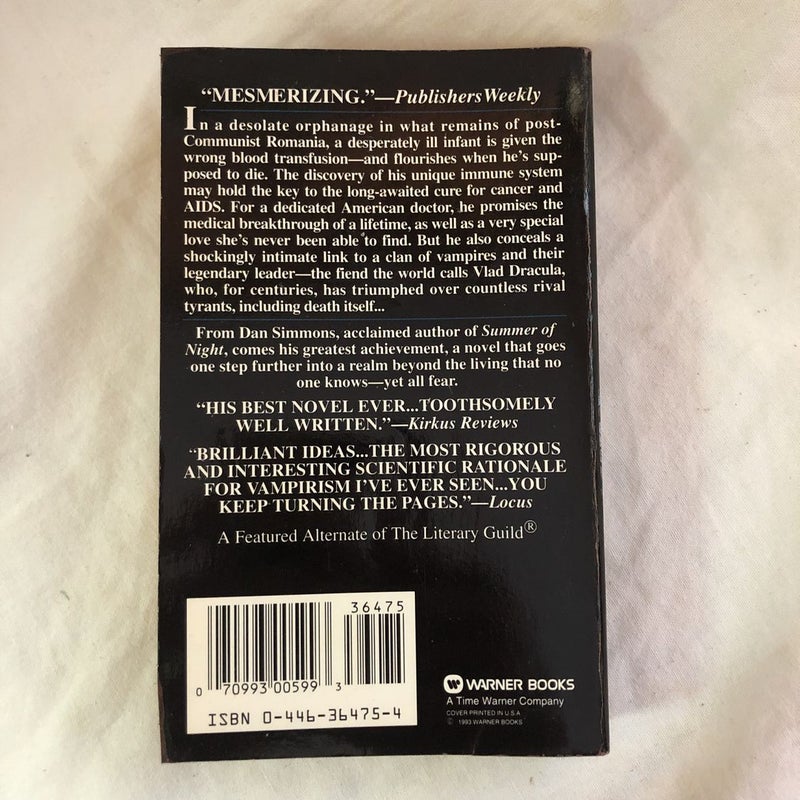 “MESMERIZING.”—Publishers Weekly
In a desolate orphanage in what remains of post-
Communist Romania, a desperately ill infant is given the
wrong blood transfusion—and flourishes when he's sup-
posed to die. The discovery of his unique immune system
may hold the key to the long-awaited cure for cancer and
AIDS. For a dedicated American doctor, he promises the
medical breakthrough of a lifetime, as well as a very special
love she's never been able to find. But he also conceals a
shockingly intimate link to a clan of vampires and their
legendary leader—the fiend the world calls Vlad Dracula,
who, for centuries, has triumphed over countless rival
tyrants, including death itself...
From Dan Simmons, acclaimed author of Summer of
Night, comes his greatest achievement, a novel that goes
one step further into a realm beyond the living that no
one knows—yet all fear.
“HIS BEST NOVEL EVER...TOOTHSOMELY
WELL WRITTEN.”—Kirkus Reviews
“BRILLIANT IDEAS...THE MOST RIGOROUS
AND INTERESTING SCIENTIFIC RATIONALE
FOR VAMPIRISM I'VE EVER SEEN...YOU
KEEP TURNING THE PAGES.”—Locus
A Featured Alternate of The Literary Guild®
36475
0 70993 00599 3
ISBN 0-446-36475-4
W WARNER BOOKS
A Time Warner Company
COVER PRINTED IN U.S.A.
© 1993 WARNER BOOKS